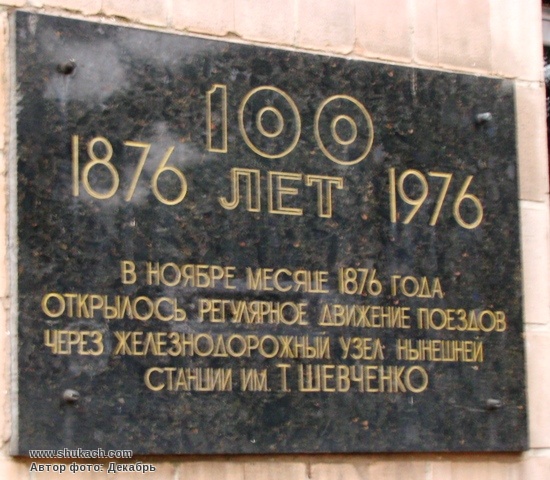 100
1876 ЛЕТ 1976
В НОЯБРЕ МЕСЯЦЕ 1876 ГОДА
ОТКРЫЛОСЬ РЕГУЛЯРНОЕ ДВИЖЕНИЕ ПОЕЗДОВ
ЧЕРЕЗ ЖЕЛЕЗНОДОРОЖНЫЙ УЗЕЛ НЫНЕШНЕЙ
СТАНЦИИ ИМ. Т. ШЕВЧЕНКО
www.shukach.com
Автор фото: Декабрь